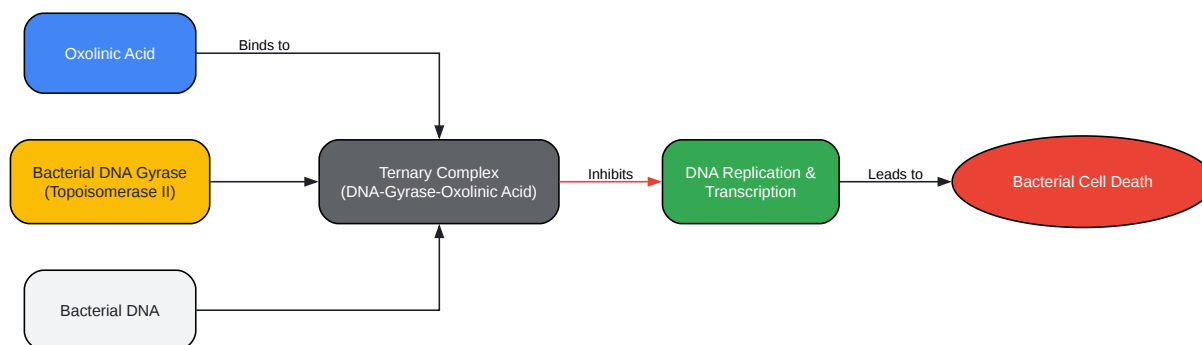 Oxolinic Acid
Binds to
Bacterial DNA Gyrase
(Topoisomerase II)
Ternary Complex
(DNA-Gyrase-Oxolinic Acid)
Inhibits
DNA Replication &
Transcription
Leads to
Bacterial Cell Death
Bacterial DNA